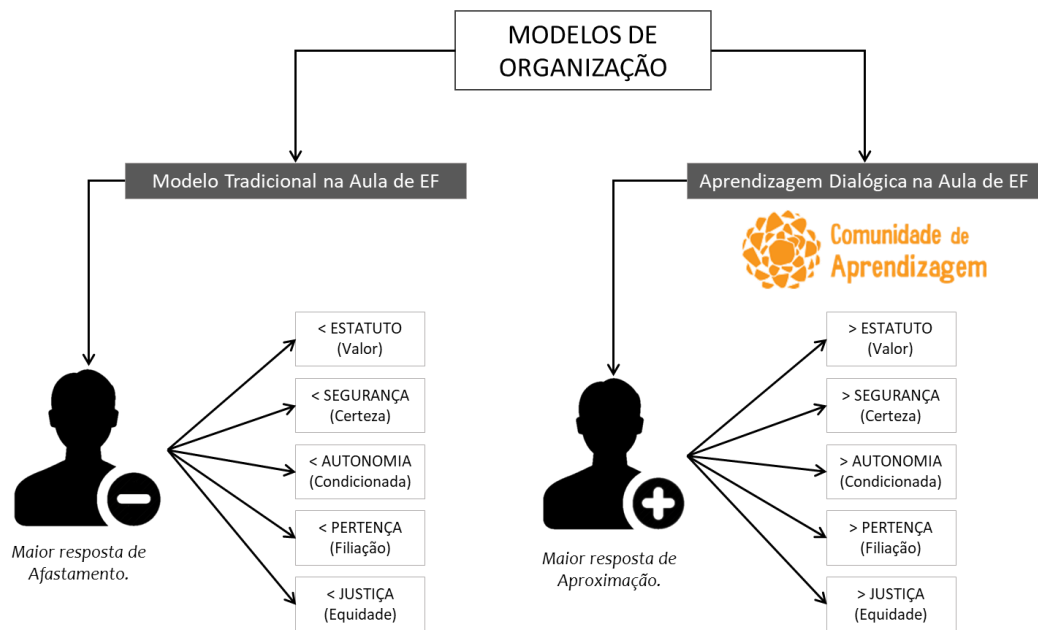 MODELOS DE
ORGANIZAÇÃO
Modelo Tradicional na Aula de EF
< ESTATUTO
(Valor)
< SEGURANÇA
(Certeza)
< AUTONOMIA
(Condicionada)
< PERTENÇA
(Filiação)
< JUSTIÇA
(Equidade)
Maior resposta de
Afastamento.
Aprendizagem Dialógica na Aula de EF
Comunidade de
Aprendizagem
> ESTATUTO
(Valor)
> SEGURANÇA
(Certeza)
> AUTONOMIA
(Condicionada)
> PERTENÇA
(Filiação)
> JUSTIÇA
(Equidade)
Maior resposta de
Aproximação.